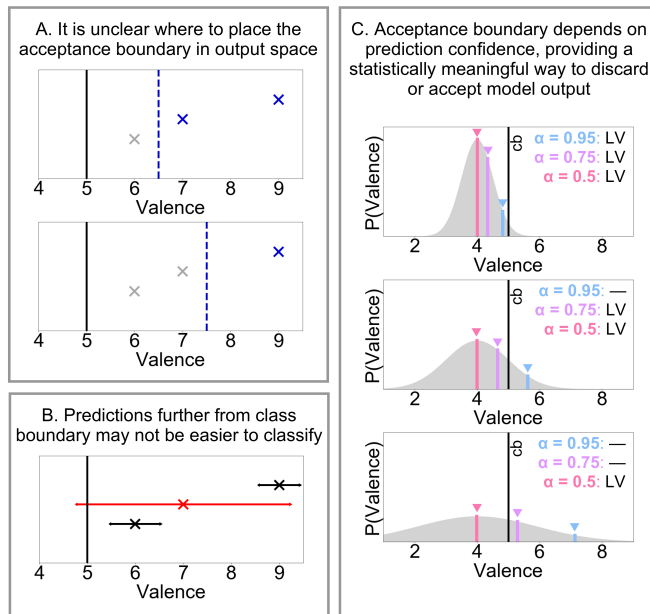 A. It is unclear where to place the
acceptance boundary in output space
4 5 6 7 8 9
Valence
4 5 6 7 8 9
Valence
B. Predictions further from class
boundary may not be easier to classify
4 5 6 7 8 9
Valence
C. Acceptance boundary depends on
prediction confidence, providing a
statistically meaningful way to discard
or accept model output
P(Valence)
cb
α = 0.95: LV
α = 0.75: LV
α = 0.5: LV
2 4 6 8
Valence
P(Valence)
cb
α = 0.95: —
α = 0.75: LV
α = 0.5: LV
2 4 6 8
Valence
P(Valence)
cb
α = 0.95: —
α = 0.75: —
α = 0.5: LV
2 4 6 8
Valence